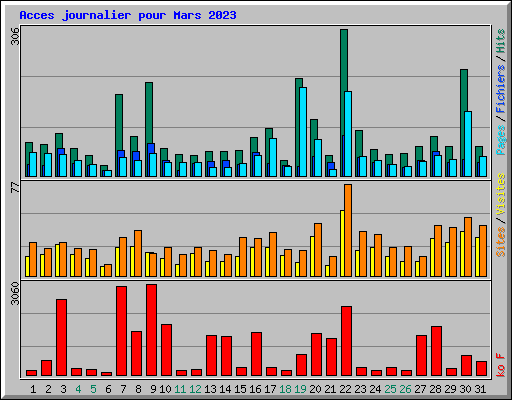 Acces journalier pour Mars 2023
306
77
3060
Pages / Fichiers / Hits
Sites / Visites
ko F
1 2 3 4 5 6 7 8 9 10 11 12 13 14 15 16 17 18 19 20 21 22 23 24 25 26 27 28 29 30 31